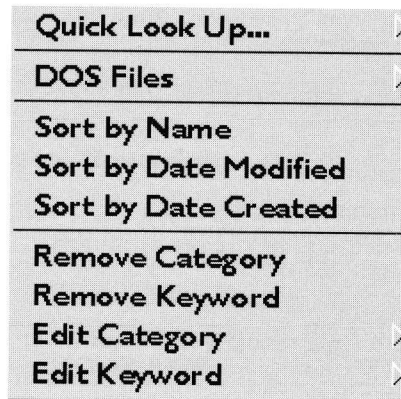 Quick Look Up...
DOS Files
Sort by Name
Sort by Date Modified
Sort by Date Created
Remove Category
Remove Keyword
Edit Category
Edit Keyword